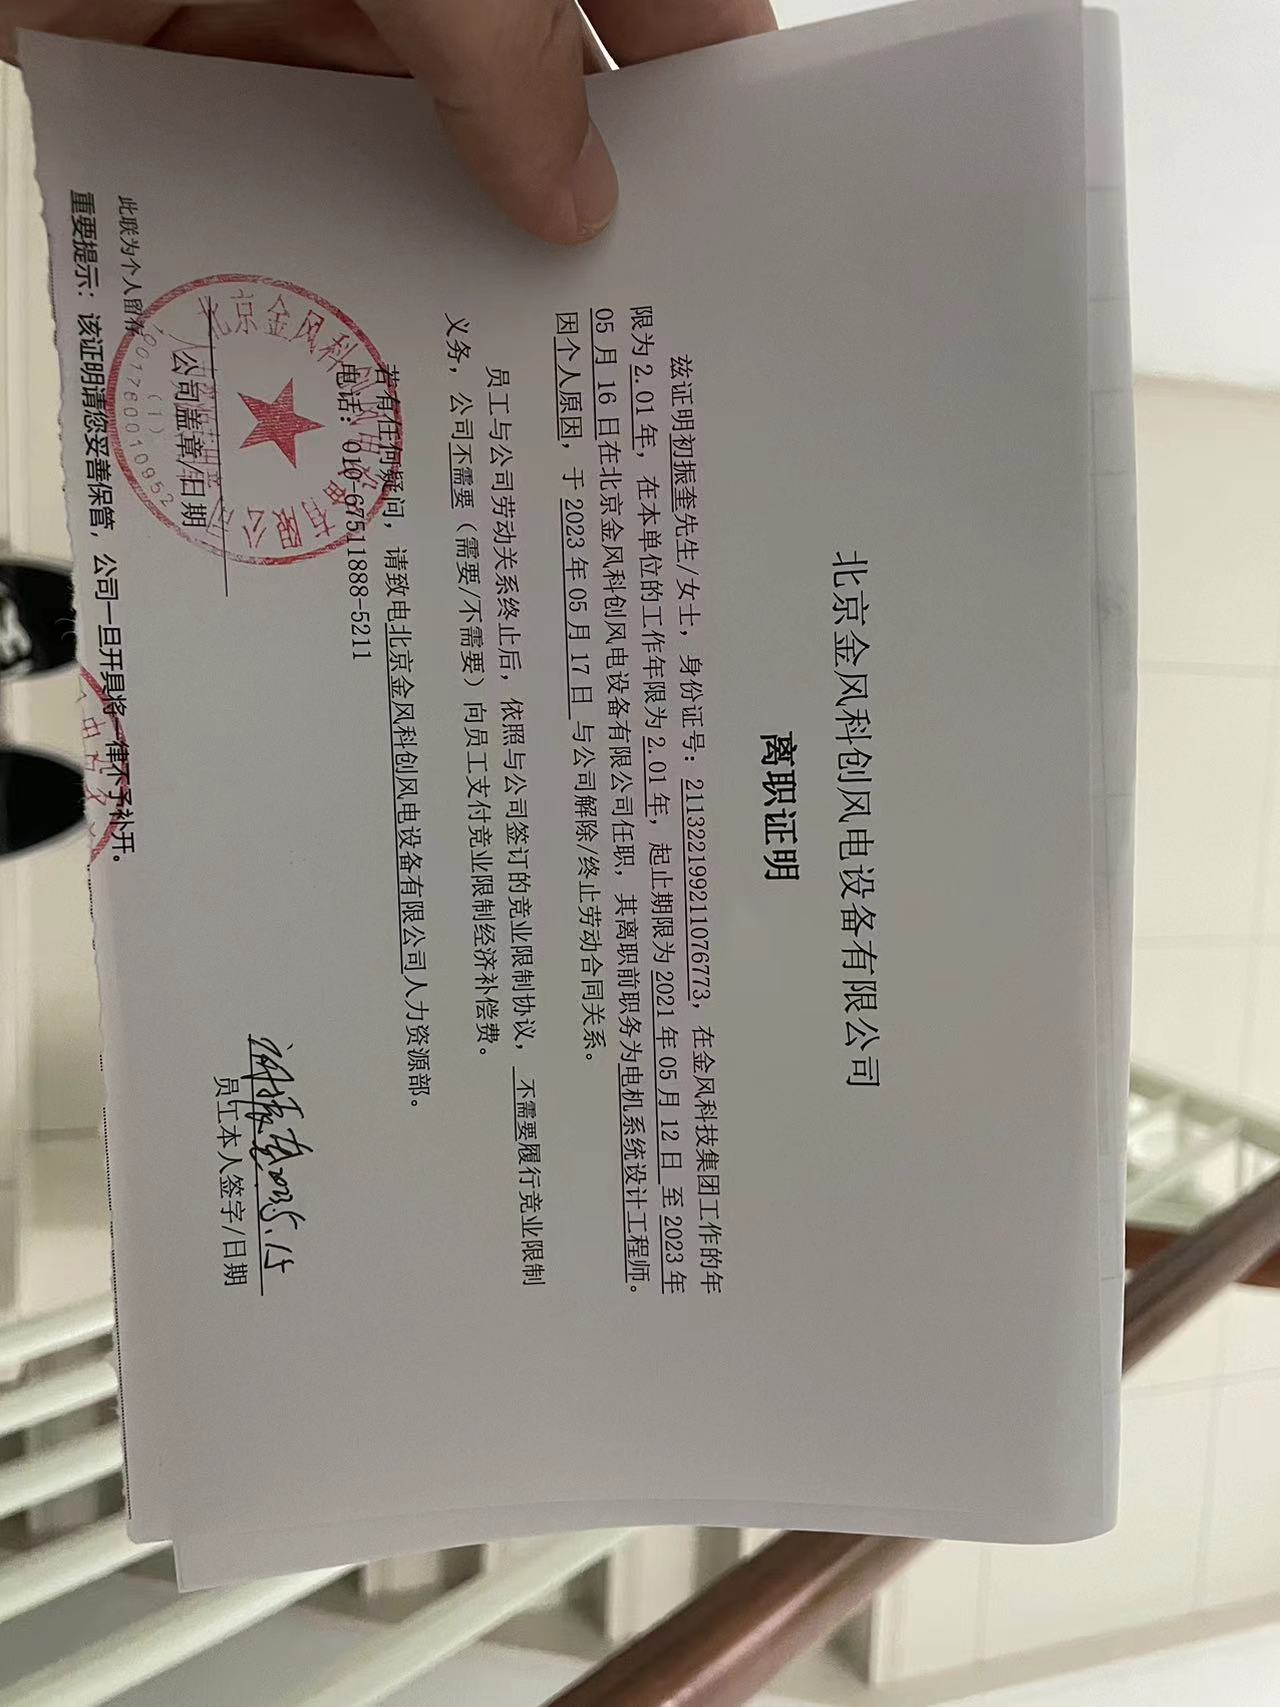 北京金风科创风电设备有限公司
离职证明
兹证明初振奎先生/女士，身份证号：211322199211076773，在金风科技集团工作的年
限为2.01年，在本单位的工作年限为2.01年，起止期限为2021年05月12日至2023年
05月16日在北京金风科创风电设备有限公司任职，其离职前职务为电机系统设计工程师。
因个人原因，于2023年05月17日与公司解除/终止劳动合同关系。
员工与公司劳动关系终止后，依照与公司签订的竞业限制协议，不需要履行竞业限制
义务，公司不需要（需要/不需要）向员工支付竞业限制经济补偿费。
若有任何疑问，请致电北京金风科创风电设备有限公司人力资源部。
电话：010-67511888-5211
北京金风科创风电设备有限公司
(1)
初振奎
公司盖章/日期
员工本人签字/日期
此联为个人留存
重要提示：该证明请您妥善保管，公司一旦开具将一律不予补开。